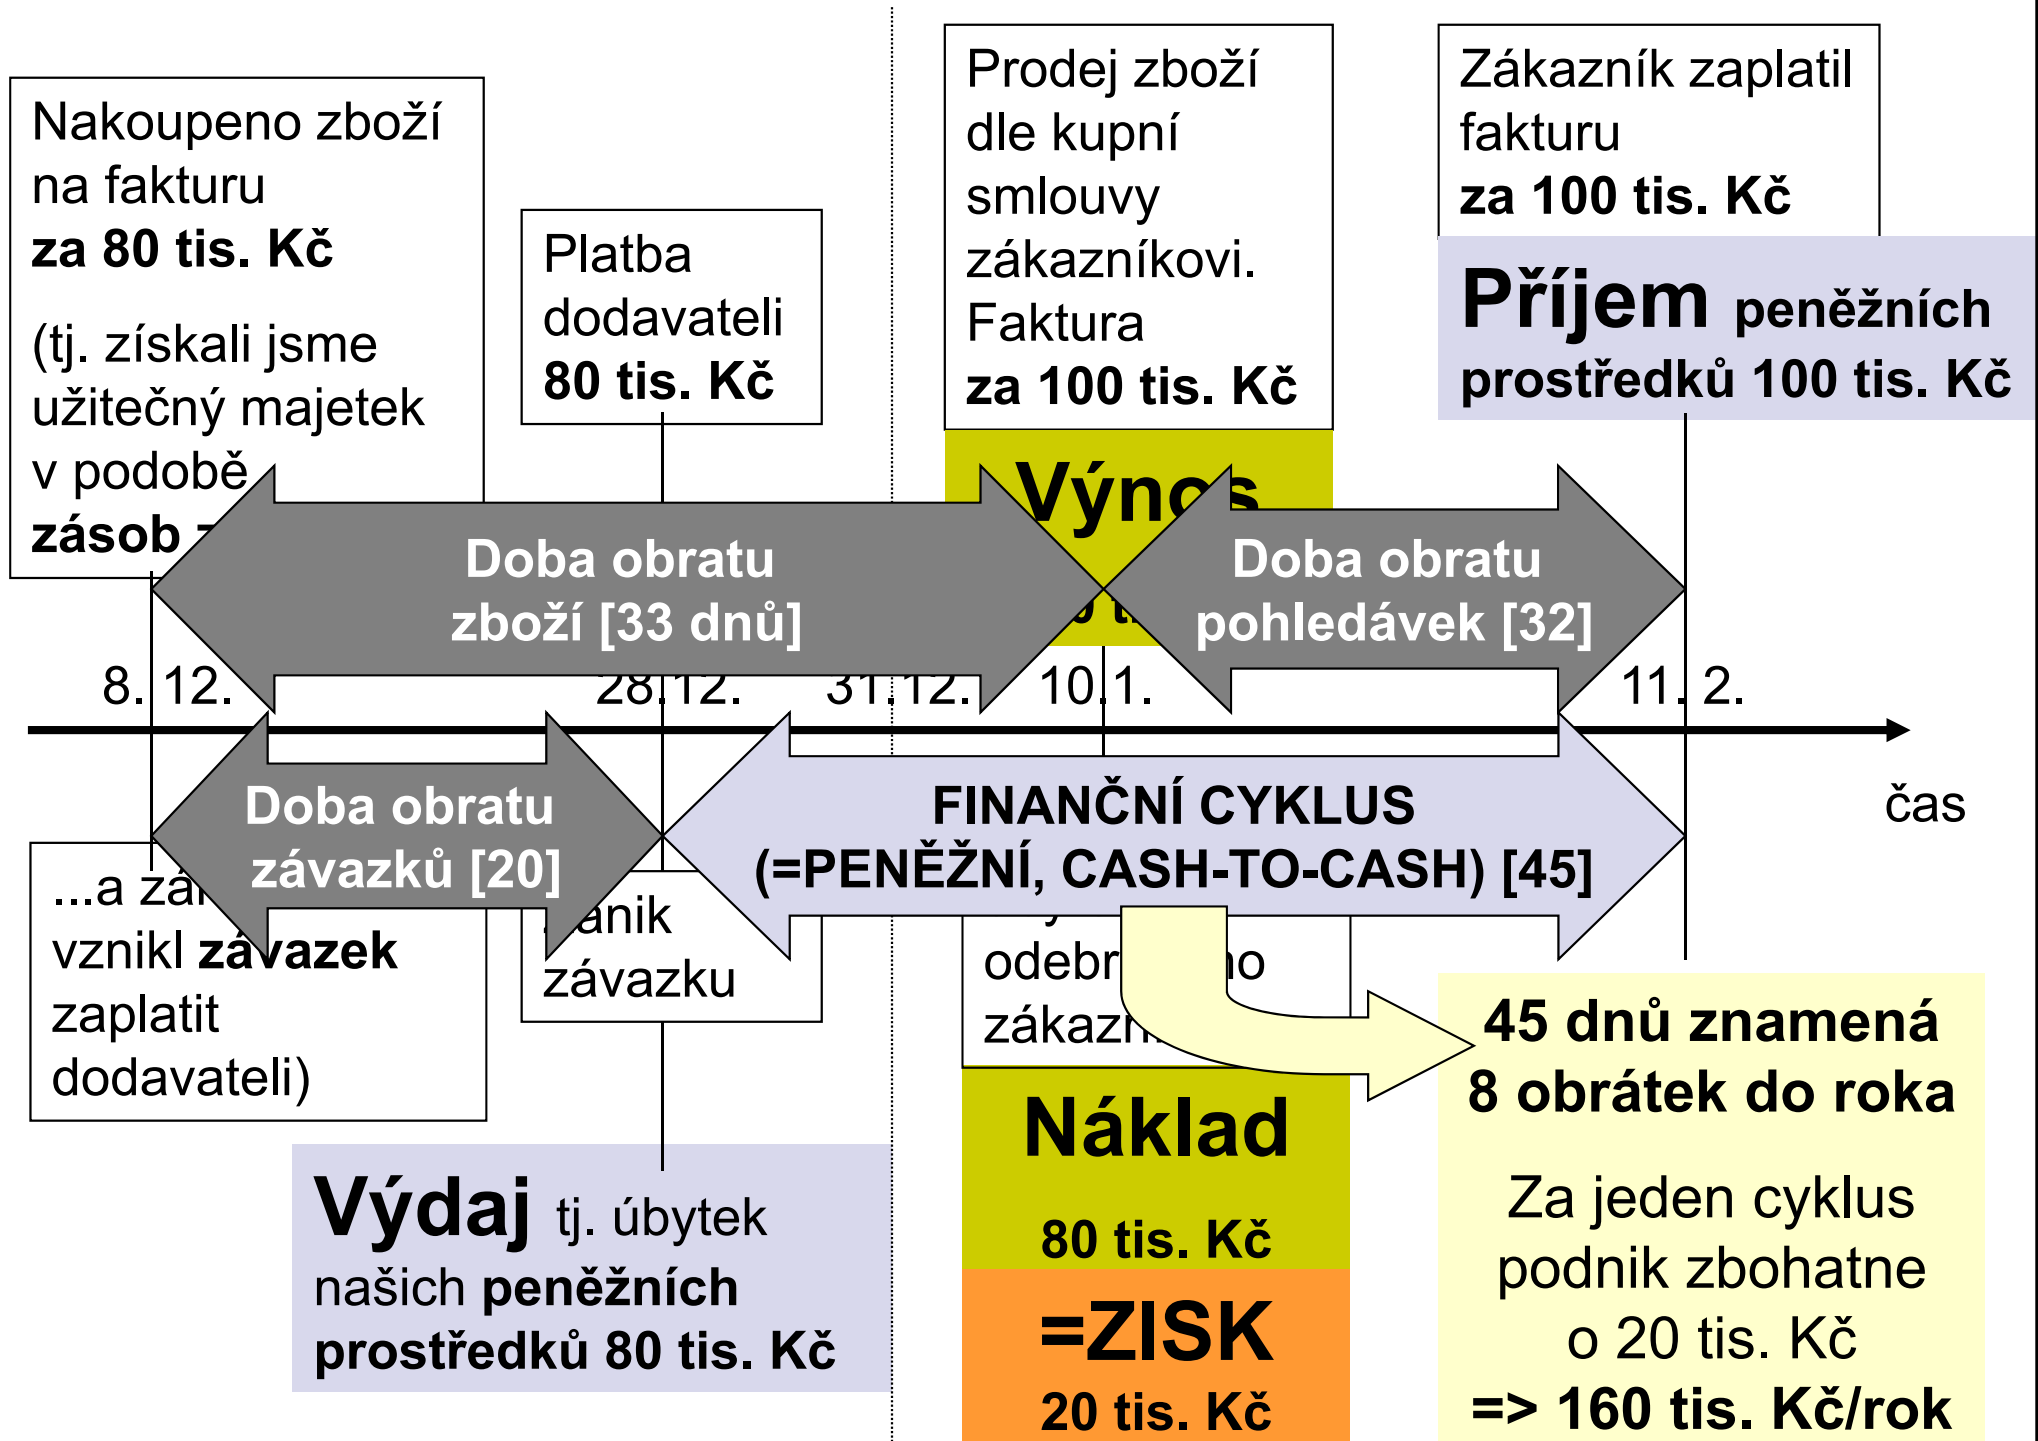 Nakoupeno zboží
na fakturu
za 80 tis. Kč
(tj. získali jsme
užitečný majetek
v podobě
zásob
Platba
dodavateli
80 tis. Kč
Prodej zboží
dle kupní
smlouvy
zákazníkovi.
Faktura
za 100 tis. Kč
Výnos
Zákazník zaplatil
fakturu
za 100 tis. Kč
Příjem peněžních
prostředků 100 tis. Kč
Doba obratu
zboží [33 dnů]
Doba obratu
pohledávek [32]
8. 12.
28.12.
31.12.
10.1.
11. 2.
čas
Doba obratu
závazků [20]
FINANČNÍ CYKLUS
(=PENĚŽNÍ, CASH-TO-CASH) [45]
...a
vznikl závazek
zaplatit
dodavateli)
závazku
Výdaj tj. úbytek
našich peněžních
prostředků 80 tis. Kč
Náklad
80 tis. Kč
=ZISK
20 tis. Kč
45 dnů znamená
8 obrátek do roka
Za jeden cyklus
podnik zbohatne
o 20 tis. Kč
=> 160 tis. Kč/rok